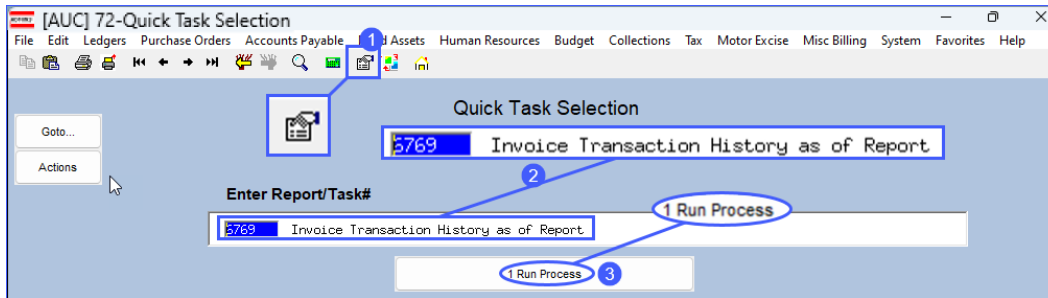 [AUC] 72-Quick Task Selection
File Edit Ledgers Purchase Orders Accounts Payable Assets Human Resources Budget Collections Tax Motor Excise Misc Billing System Favorites Help
1
Quick Task Selection
Goto...
6769 Invoice Transaction History as of Report
Actions
2
Enter Report/Task#
1 Run Process
6769 Invoice Transaction History as of Report
1 Run Process 3